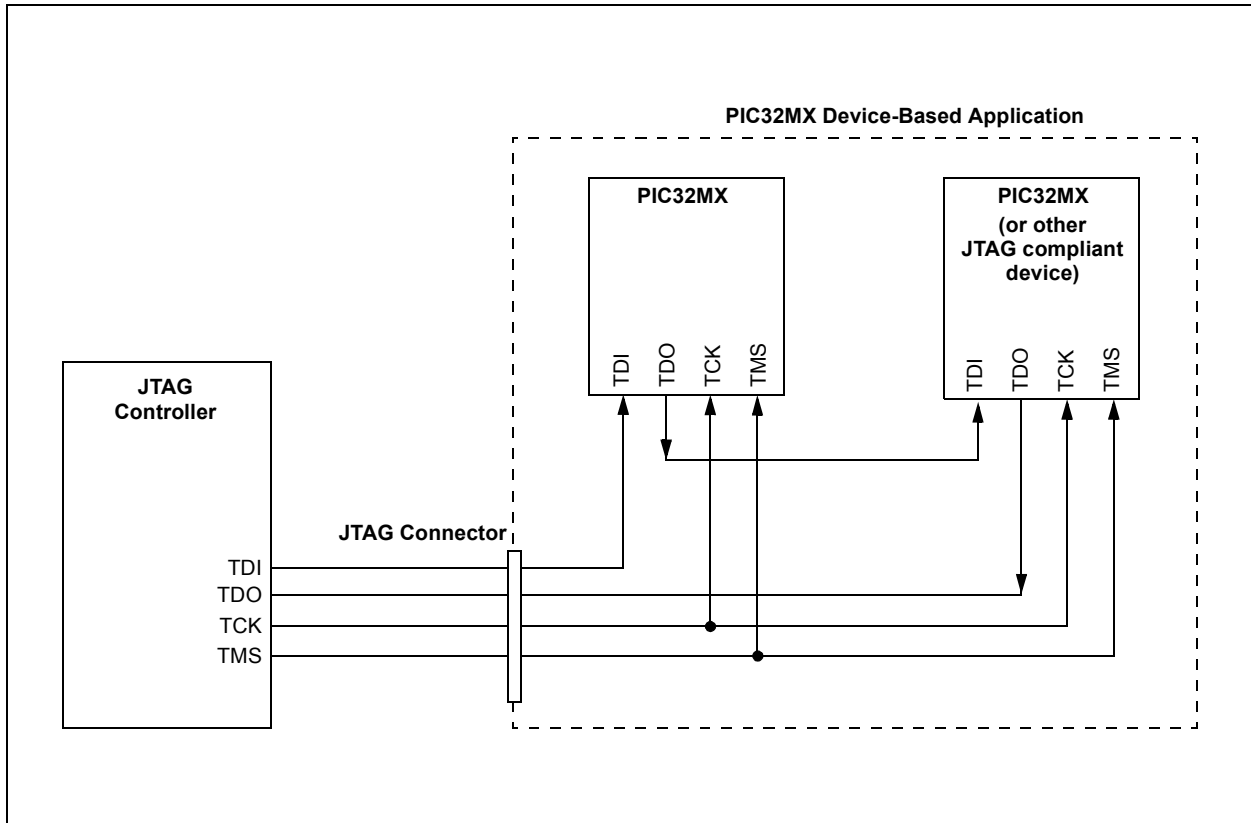 PIC32MX Device-Based Application
PIC32MX
TDI
TDO
TCK
TMS
PIC32MX
(or other
JTAG compliant
device)
TDI
TDO
TCK
TMS
JTAG
Controller
JTAG Connector
TDI
TDO
TCK
TMS